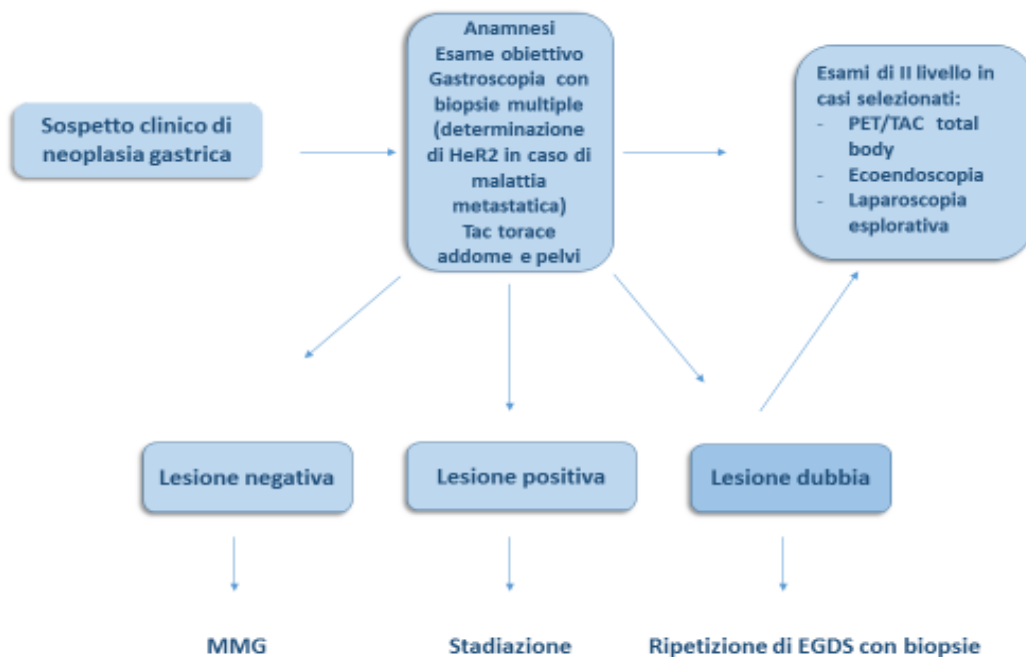 Sospetto clinico di
neoplasia gastrica
Anamnesi
Esame obiettivo
Gastroscopia con
biopsie multiple
(determinazione
di HeR2 in caso di
malattia
metastatica)
Tac torace
addome e pelvi
Esami di II livello in
casi selezionati:
- PET/TAC total
body
- Ecoendoscopia
- Laparoscopia
esplorativa
Lesione negativa
Lesione positiva
Lesione dubbia
MMG
Stadiazione
Ripetizione di EGDS con biopsie